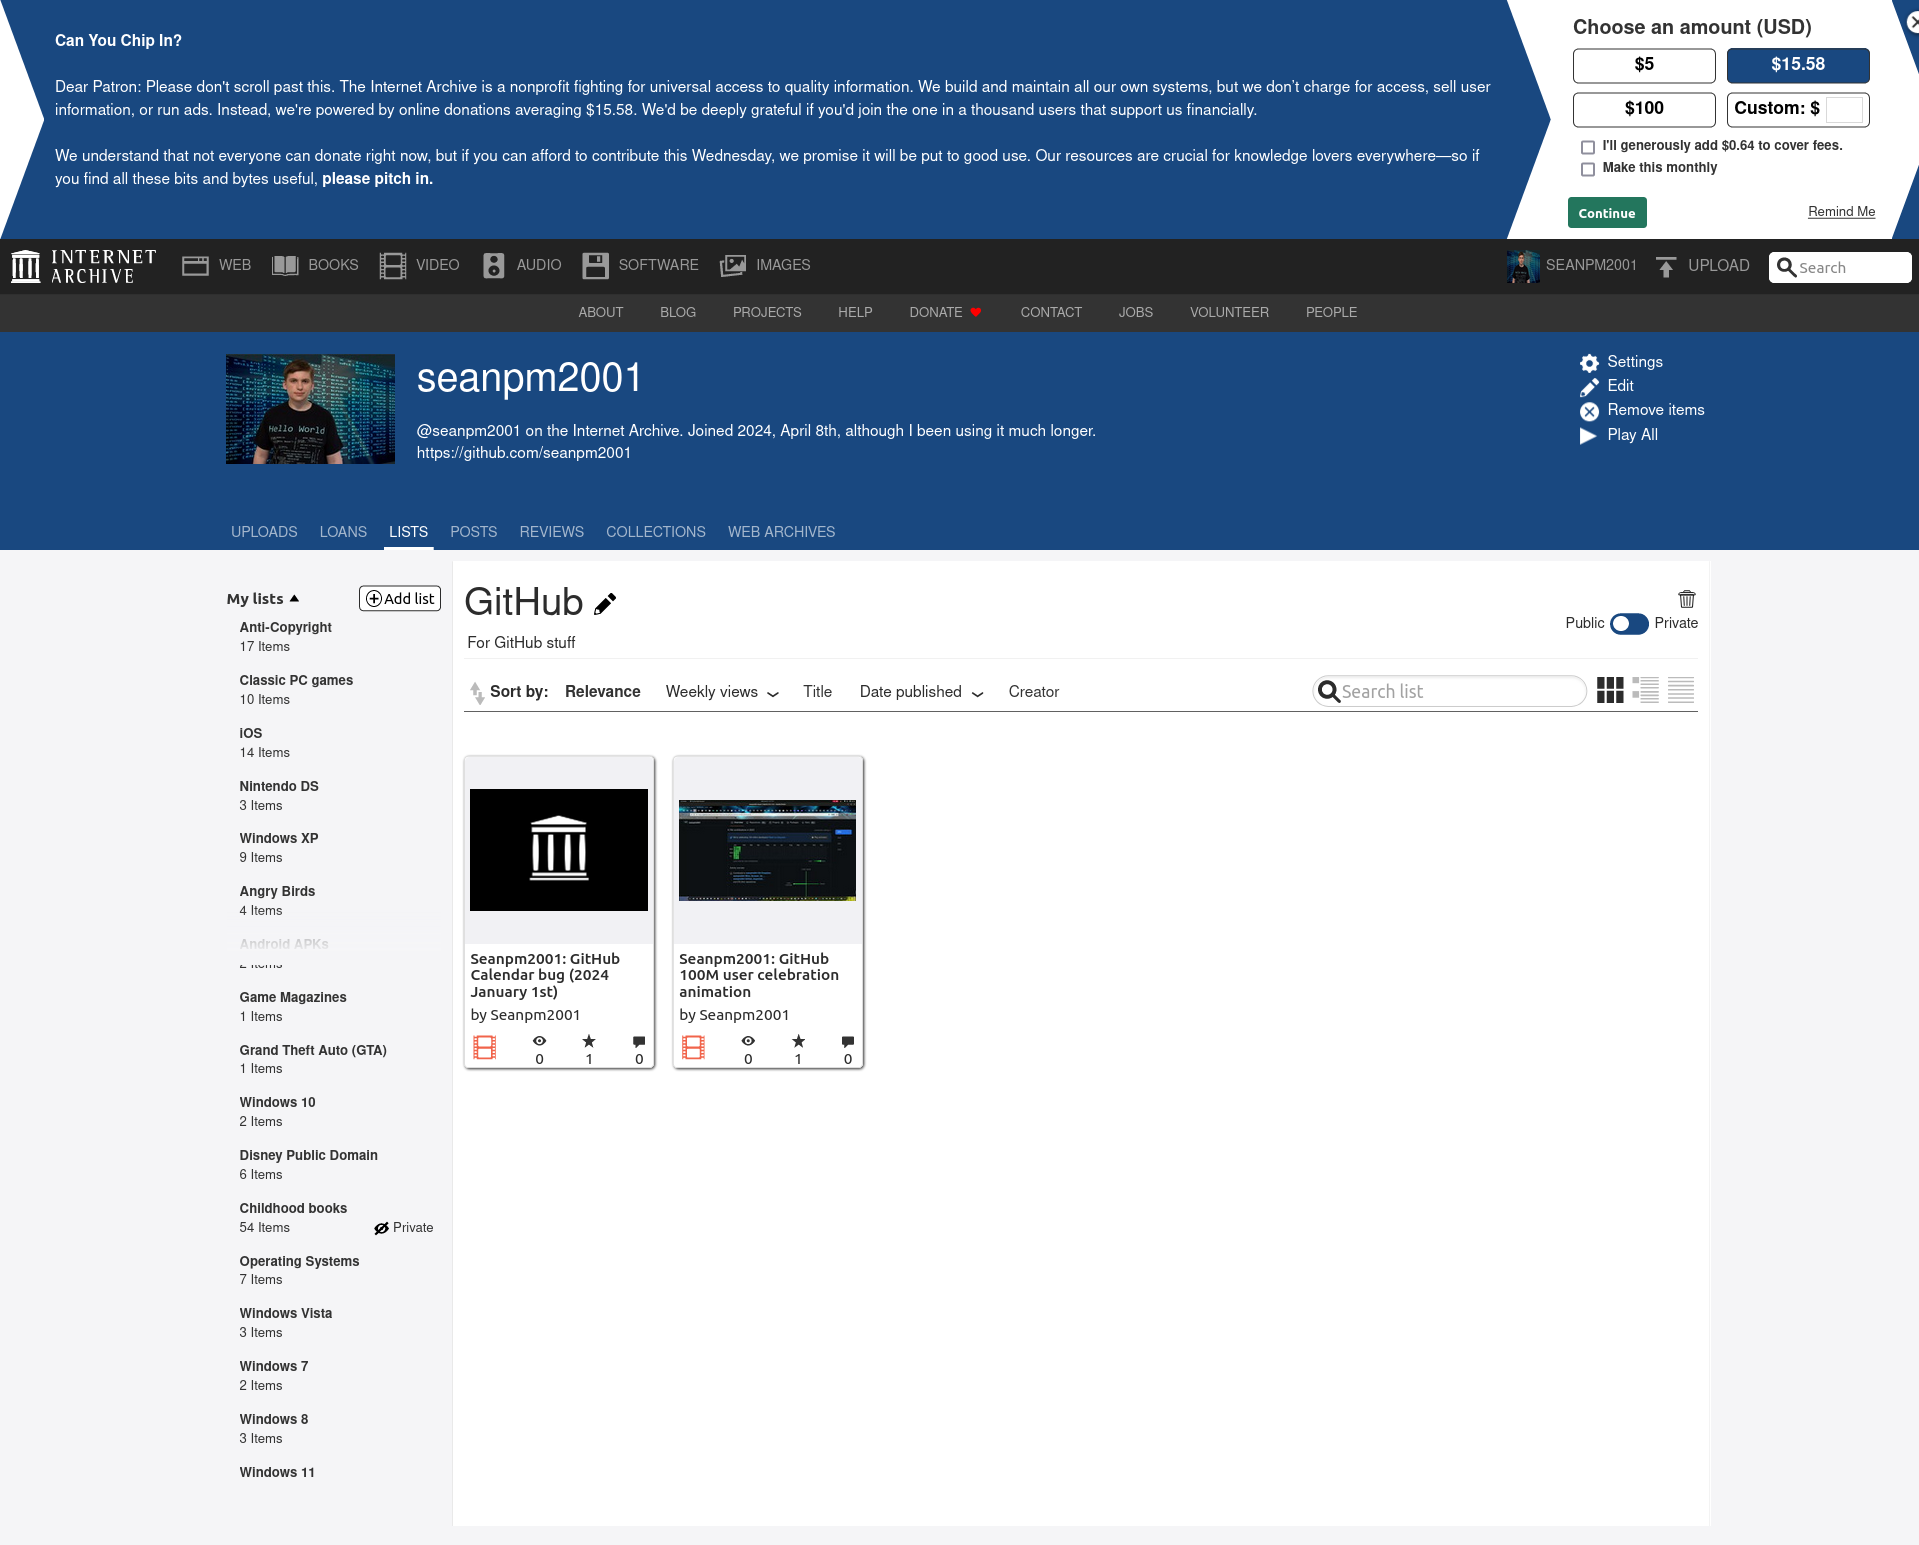 Can You Chip In?
Dear Patron: Please don't scroll past this. The Internet Archive is a nonprofit fighting for universal access to quality information. We build and maintain all our own systems, but we don’t charge for access, sell user
information, or run ads. Instead, we're powered by online donations averaging $15.58. We'd be deeply grateful if you'd join the one in a thousand users that support us financially.
We understand that not everyone can donate right now, but if you can afford to contribute this Wednesday, we promise it will be put to good use. Our resources are crucial for knowledge lovers everywhere—so if
you find all these bits and bytes useful, please pitch in.
Choose an amount (USD)
$5 $15.58
$100 Custom: $
I'll generously add $0.64 to cover fees.
Make this monthly
Continue Remind Me
INTERNET ARCHIVE WEB BOOKS VIDEO AUDIO SOFTWARE IMAGES SEANPM2001 UPLOAD Search
ABOUT BLOG PROJECTS HELP DONATE CONTACT JOBS VOLUNTEER PEOPLE
Hello World
seanpm2001
@seanpm2001 on the Internet Archive. Joined 2024, April 8th, although I been using it much longer.
https://github.com/seanpm2001
Settings
Edit
Remove items
Play All
UPLOADS LOANS LISTS POSTS REVIEWS COLLECTIONS WEB ARCHIVES
My lists Add list
Anti-Copyright
17 Items
Classic PC games
10 Items
iOS
14 Items
Nintendo DS
3 Items
Windows XP
9 Items
Angry Birds
4 Items
Android APKs
2 Items
Game Magazines
1 Items
Grand Theft Auto (GTA)
1 Items
Windows 10
2 Items
Disney Public Domain
6 Items
Childhood books
54 Items Private
Operating Systems
7 Items
Windows Vista
3 Items
Windows 7
2 Items
Windows 8
3 Items
Windows 11
GitHub
For GitHub stuff
Public Private
Sort by: Relevance Weekly views Title Date published Creator Search list
Seanpm2001: GitHub
Calendar bug (2024
January 1st)
by Seanpm2001
0 1 0
Seanpm2001: GitHub
100M user celebration
animation
by Seanpm2001
0 1 0